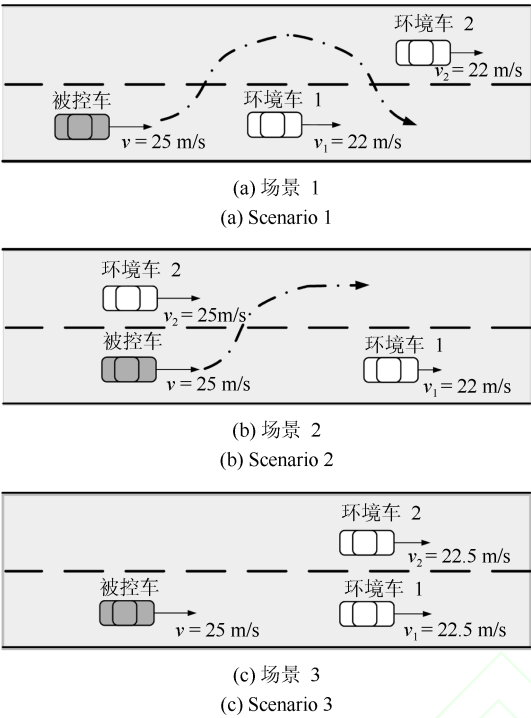 环境车 2
v₂ = 22 m/s
被控车
环境车 1
v = 25 m/s
v₁ = 22 m/s
(a) 场景 1
(a) Scenario 1
环境车 2
v₂ = 25m/s·
被控车
环境车 1
v = 25 m/s
v₁ = 22 m/s
(b) 场景 2
(b) Scenario 2
环境车 2
v₂ = 22.5 m/s
被控车
环境车 1
v = 25 m/s
v₁ = 22.5 m/s
(c) 场景 3
(c) Scenario 3